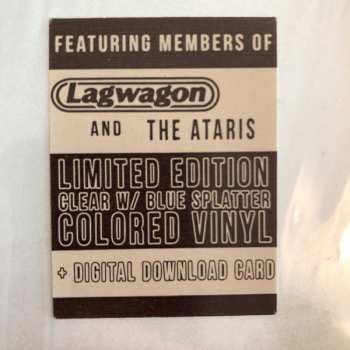 FEATURING MEMBERS OF
Lagwagon
AND THE ATARIS
LIMITED EDITION
CLEAR W/ BLUE SPLATTER
COLORED VINYL
+ DIGITAL DOWNLOAD CARD